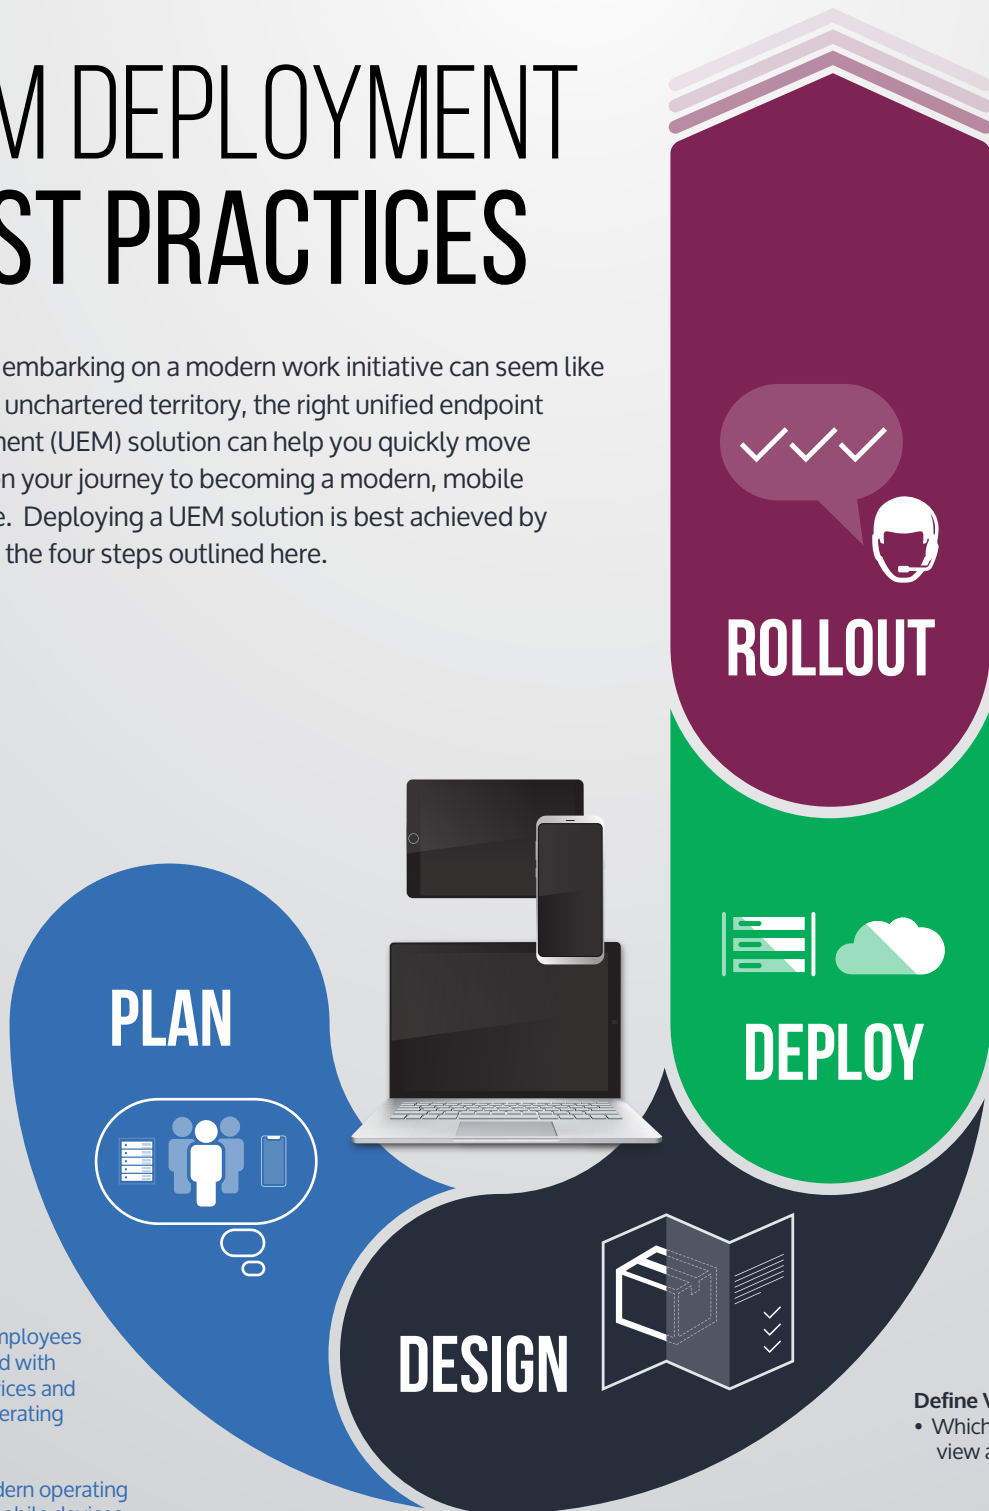 M DEPLOYMENT
ST PRACTICES
embarking on a modern work initiative can seem like
unchartered territory, the right unified endpoint
ment (UEM) solution can help you quickly move
on your journey to becoming a modern, mobile
e. Deploying a UEM solution is best achieved by
the four steps outlined here.
ROLLOUT
DEPLOY
PLAN
DESIGN
mployees
d with
ices and
erating
dern operating
Define
• Which
view a